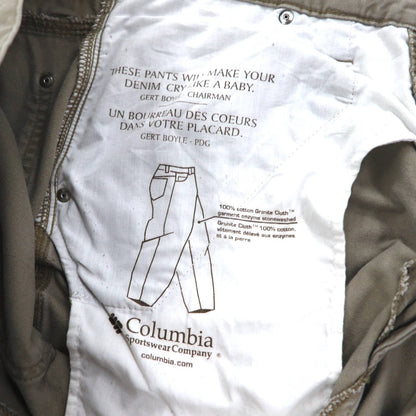 THESE PANTS WILL MAKE YOUR
DENIM CRY LIKE A BABY.
GERT BOYLE - CHAIRMAN
UN BOURREAU DES COEURS
DANS VOTRE PLACARD.
GERT BOYLE - PDG
100% cotton Granite Cloth™
garment enzyme stonewashed
Granite Cloth™ 100% cotton,
vêtement délavé aux enzymes
et à la pierre
Columbia
Sportswear Company®
columbia.com